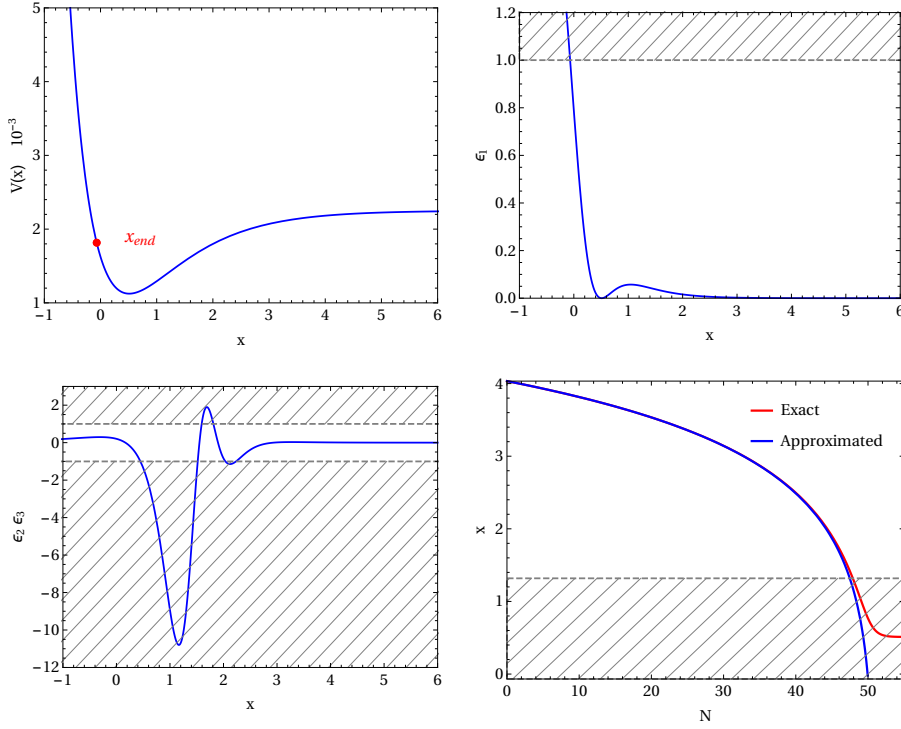 V(x) 10⁻³
5
4
3
2
1
−1 0 1 2 3 4 5 6
x
x_end
ϵ₁
1.2
1.0
0.8
0.6
0.4
0.2
0.0
−1 0 1 2 3 4 5 6
x
ϵ₂ ϵ₃
2
0
−2
−4
−6
−8
−10
−12
−1 0 1 2 3 4 5 6
x
x
4
3
2
1
0
0 10 20 30 40 50
N
Exact
Approximated